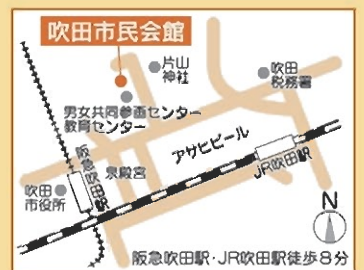 吹田市民会館
片山
神社
吹田
税務署
男女共同参画センター
教育センター
アサヒビール
阪急吹田駅
泉殿宮
JR吹田駅
吹田
市役所
N
阪急吹田駅・JR吹田駅徒歩8分